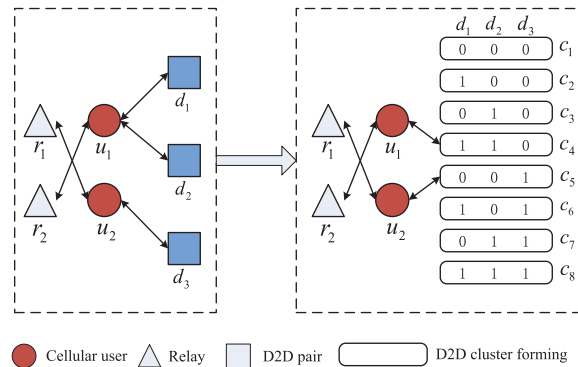 d1 d2 d3
0 0 0 c1
1 0 0 c2
0 1 0 c3
1 1 0 c4
0 0 1 c5
1 0 1 c6
0 1 1 c7
1 1 1 c8
r1 u1 d1
r2 u2 d2
d3
r1 u1
r2 u2
Cellular user Relay D2D pair D2D cluster forming